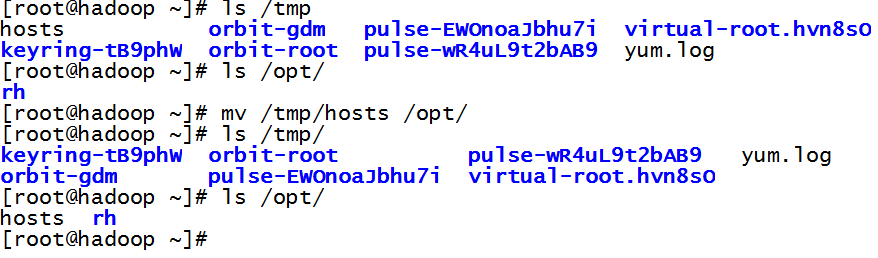 [root@hadoop ~]# ls /tmp
hosts orbit-gdm pulse-EWOnoaJbhu7i virtual-root.hvn8sO
keyring-tB9phW orbit-root pulse-wR4uL9t2bAB9 yum.log
[root@hadoop ~]# ls /opt/
rh
[root@hadoop ~]# mv /tmp/hosts /opt/
[root@hadoop ~]# ls /tmp/
keyring-tB9phW orbit-root pulse-wR4uL9t2bAB9 yum.log
orbit-gdm pulse-EWOnoaJbhu7i virtual-root.hvn8sO
[root@hadoop ~]# ls /opt/
hosts rh
[root@hadoop ~]#